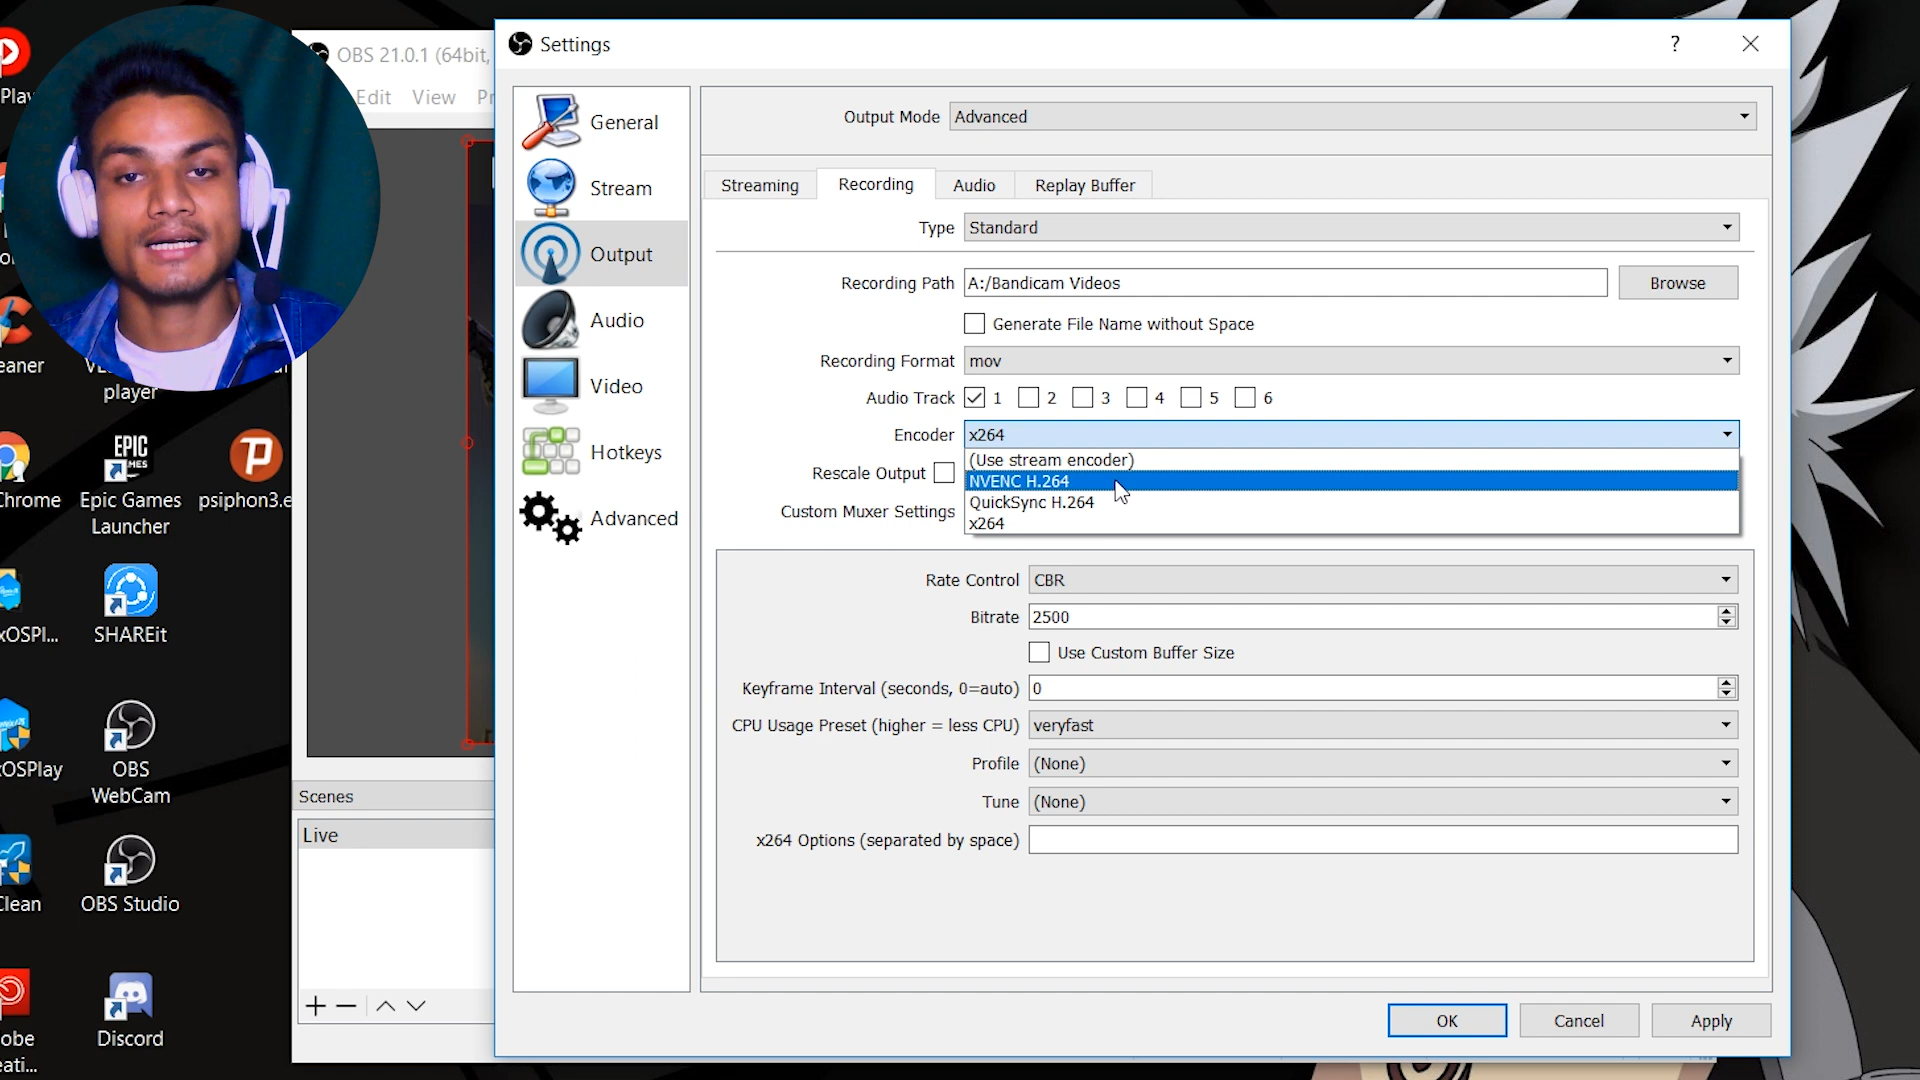 Settings
?
OBS 21.0.1 (64bit,
Edit View Pr
General
Stream
Output
Audio
Video
Hotkeys
Advanced
Output Mode Advanced
Streaming Recording Audio Replay Buffer
Type Standard
Recording Path A:/Bandicam Videos Browse
Generate File Name without Space
Recording Format mov
Audio Track 1 2 3 4 5 6
Encoder x264
(Use stream encoder)
NVENC H.264
QuickSync H.264
x264
Rescale Output
Custom Muxer Settings
Rate Control CBR
Bitrate 2500
Use Custom Buffer Size
Keyframe Interval (seconds, 0=auto) 0
CPU Usage Preset (higher = less CPU) veryfast
Profile (None)
Tune (None)
x264 Options (separated by space)
OK Cancel Apply
Scenes
Live
player
EPIC
GAMES
Chrome
Epic Games
Launcher
psiphon3.e
SHAREit
OBS
WebCam
OBS Studio
Discord